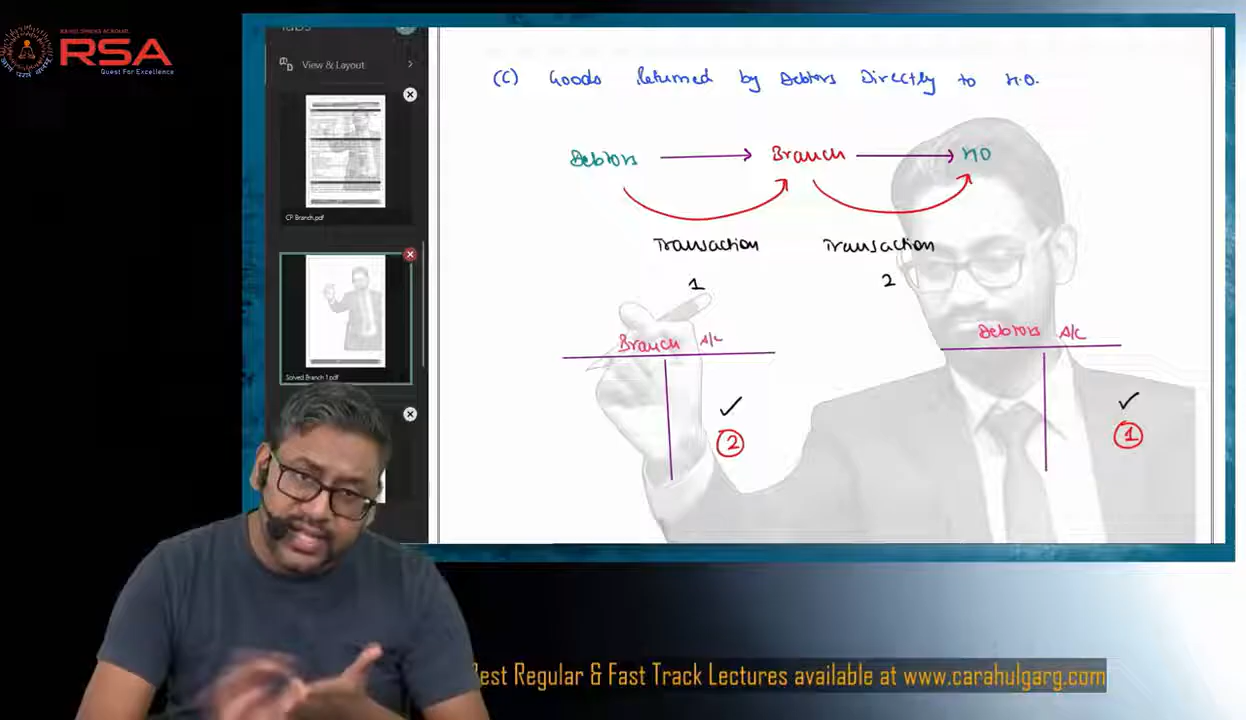 RSA
Quest For Excellence
View & Layout
CP Branch.pdf
Solved Branch 1.pdf
(C) Goods Returned by Debtors Directly to H.O.
Debtors → Branch → HO
Transaction Transaction
1 2
Branch A/c Debtors A/c
✓ ✓
2 1
Best Regular & Fast Track Lectures available at www.carahulgarg.com